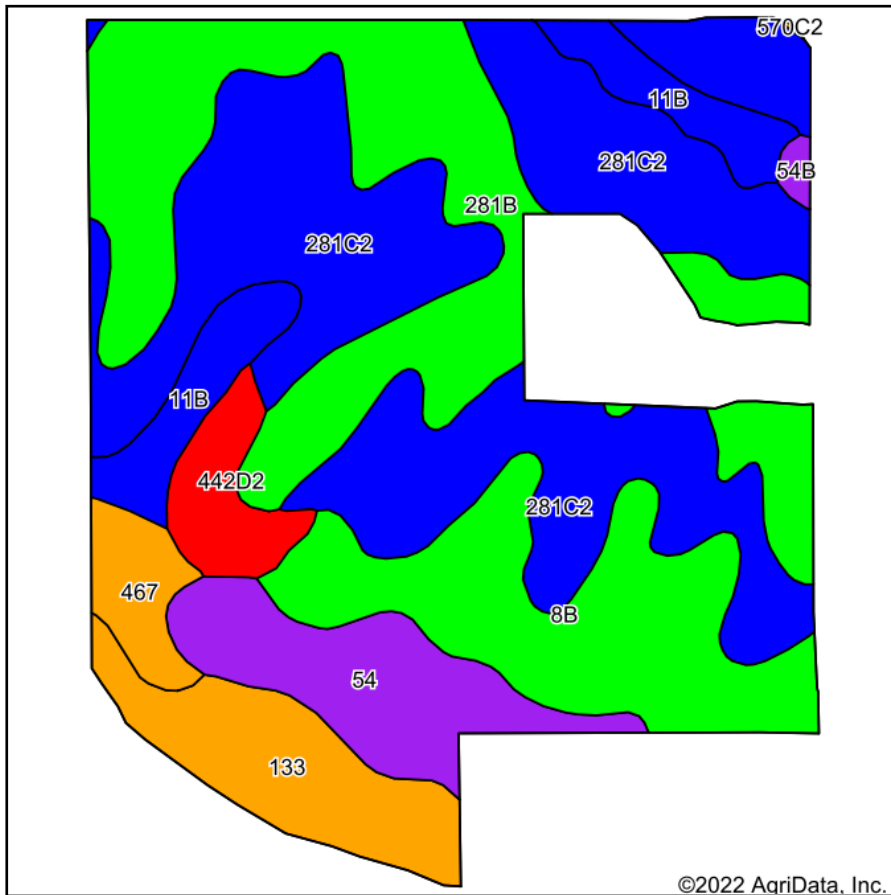 570C2
11B
281C2
54B
281B
281C2
11B
442D2
281C2
467
8B
54
133
©2022 AgriData, Inc.